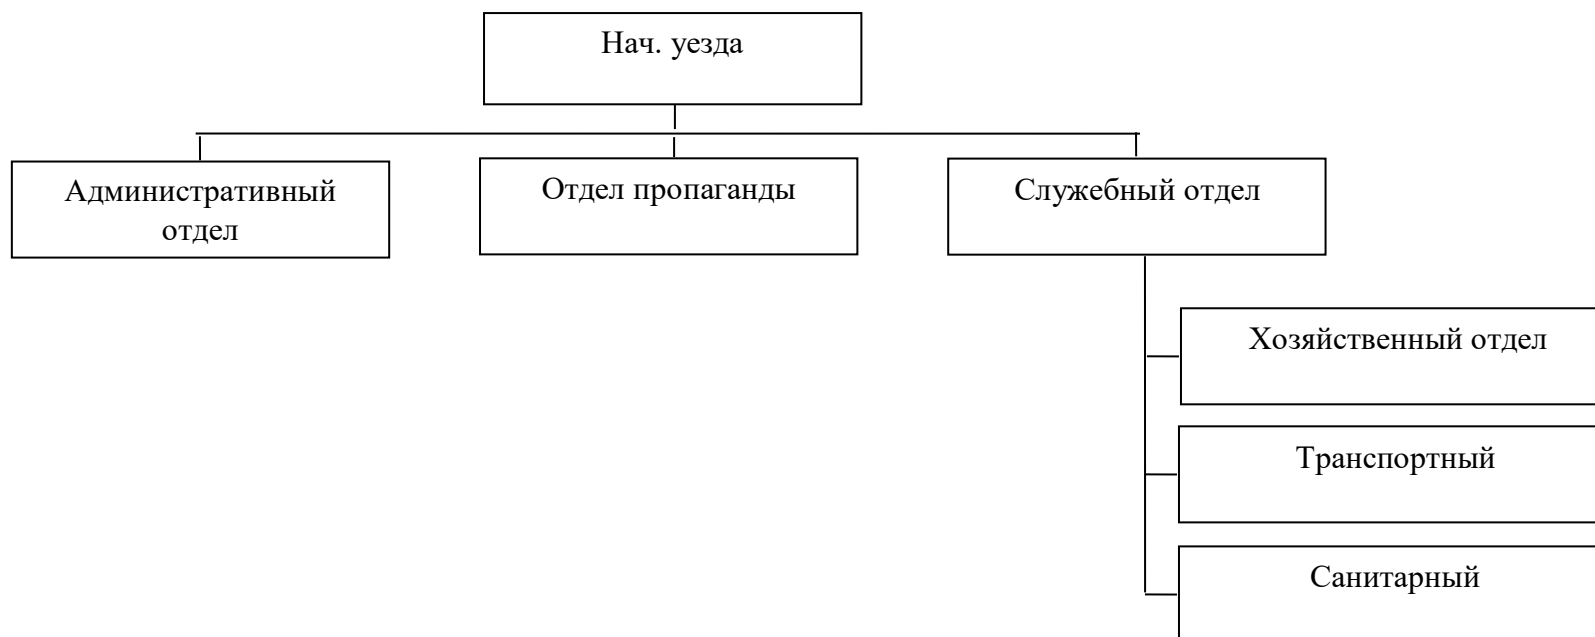 Нач. уезда
Административный
отдел
Отдел пропаганды
Служебный отдел
Хозяйственный отдел
Транспортный
Санитарный